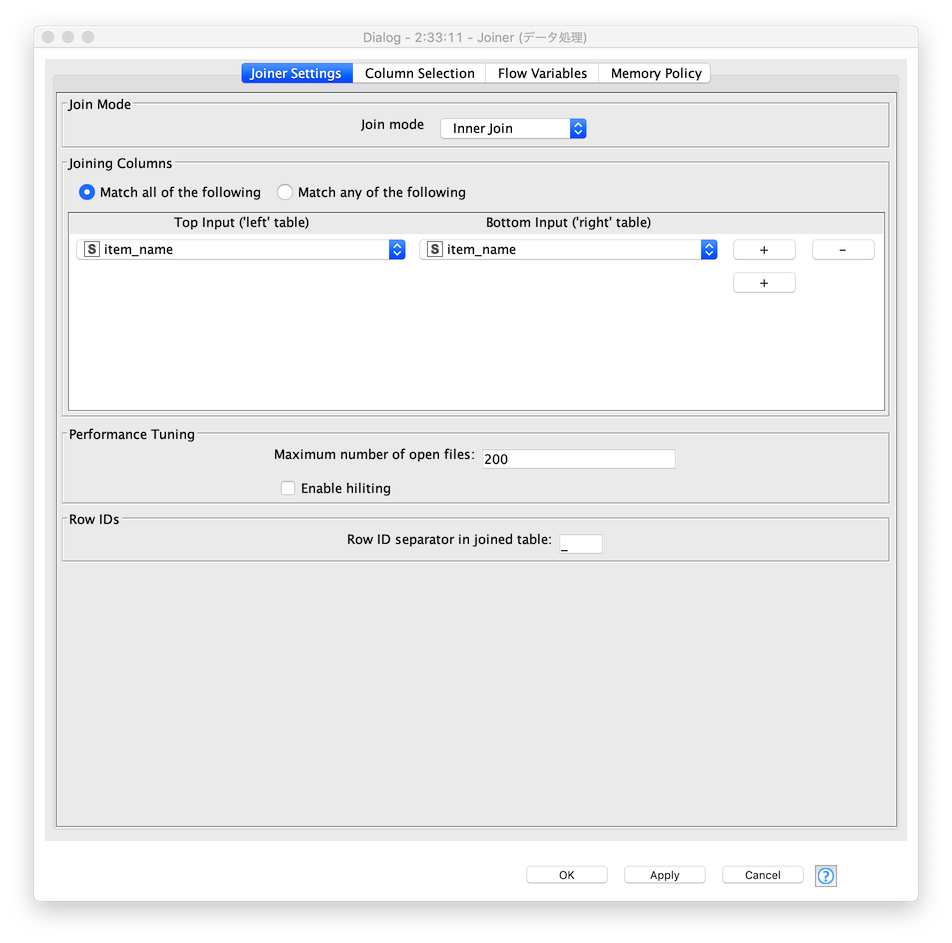 Dialog - 2:33:11 - Joiner (データ処理)
Joiner Settings Column Selection Flow Variables Memory Policy
Join Mode
Join mode Inner Join
Joining Columns
Match all of the following Match any of the following
Top Input ('left' table) Bottom Input ('right' table)
S item_name S item_name + –
+
Performance Tuning
Maximum number of open files: 200
Enable hiliting
Row IDs
Row ID separator in joined table: _
OK Apply Cancel ?